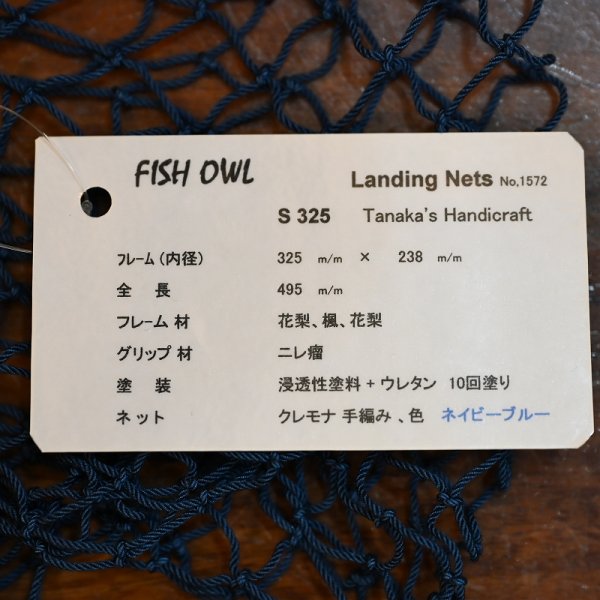 FISH OWL
Landing Nets No,1572
S 325 Tanaka's Handicraft
フレーム(内径) 325 m/m × 238 m/m
全 長 495 m/m
フレーム 材 花梨、楓、花梨
グリップ 材 ニレ瘤
塗 装 浸透性塗料 + ウレタン 10回塗り
ネット クレモナ 手編み 、色 ネイビーブルー